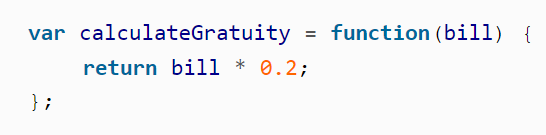 var calculateGratuity = function(bill) {
    return bill * 0.2;
};